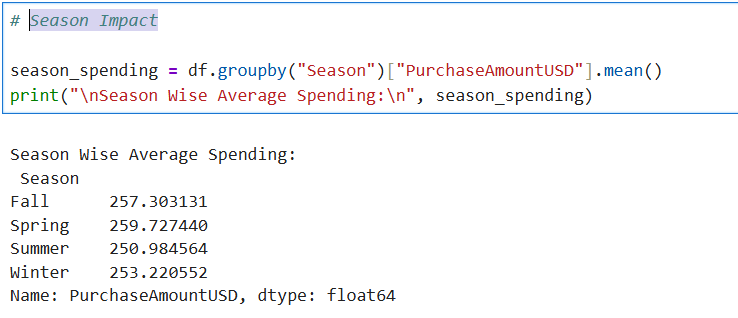 # Season Impact
season_spending = df.groupby("Season")["PurchaseAmountUSD"].mean()
print("\nSeason Wise Average Spending:\n", season_spending)
Season Wise Average Spending:
 Season
Fall      257.303131
Spring    259.727440
Summer    250.984564
Winter    253.220552
Name: PurchaseAmountUSD, dtype: float64